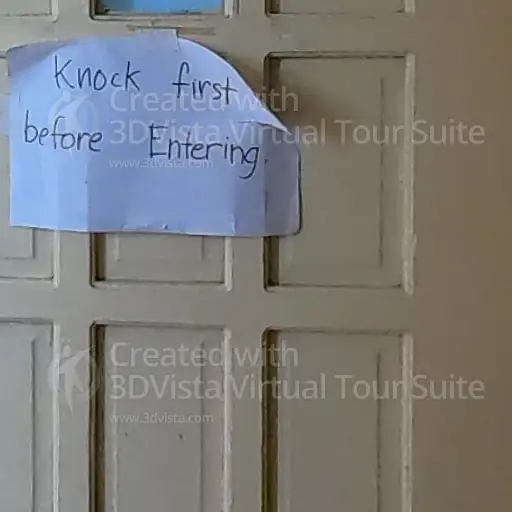 Knock first
before Entering.
Created with
3DVista Virtual Tour Suite
www.3dvista.com
Created with
3DVista Virtual Tour Suite
www.3dvista.com